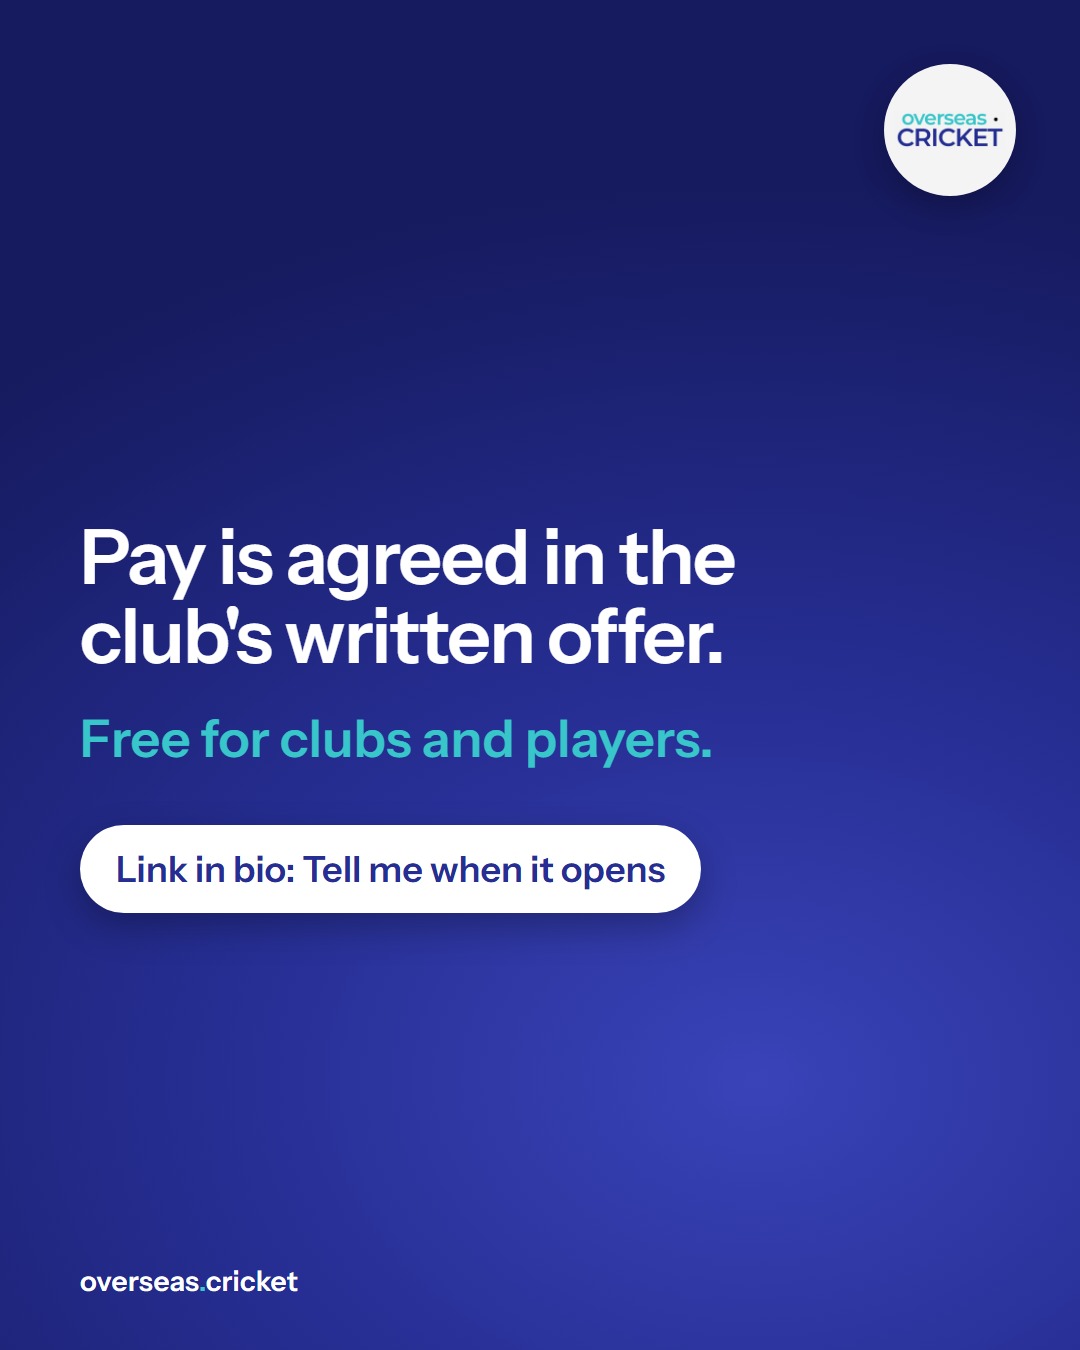 overseas
CRICKET
Pay is agreed in the
club's written offer.
Free for clubs and players.
Link in bio: Tell me when it opens
overseas.cricket